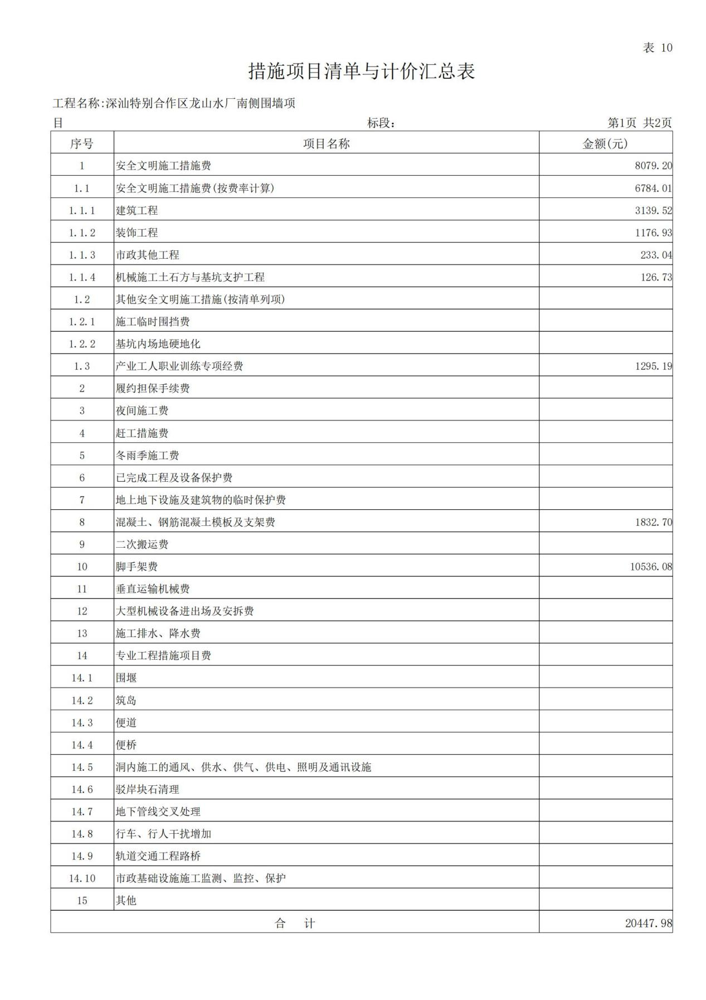 表 10
措施项目清单与计价汇总表
工程名称:深汕特别合作区龙山水厂南侧围墙项
目 标段: 第1页 共2页
序号 项目名称 金额(元)
1 安全文明施工措施费 8079.20
1.1 安全文明施工措施费(按费率计算) 6784.01
1.1.1 建筑工程 3139.52
1.1.2 装饰工程 1176.93
1.1.3 市政其他工程 233.04
1.1.4 机械施工土石方与基坑支护工程 126.73
1.2 其他安全文明施工措施(按清单列项)
1.2.1 施工临时围挡费
1.2.2 基坑内场地硬地化
1.3 产业工人职业训练专项经费 1295.19
2 履约担保手续费
3 夜间施工费
4 赶工措施费
5 冬雨季施工费
6 已完成工程及设备保护费
7 地上地下设施及建筑物的临时保护费
8 混凝土、钢筋混凝土模板及支架费 1832.70
9 二次搬运费
10 脚手架费 10536.08
11 垂直运输机械费
12 大型机械设备进出场及安拆费
13 施工排水、降水费
14 专业工程措施项目费
14.1 围堰
14.2 筑岛
14.3 便道
14.4 便桥
14.5 洞内施工的通风、供水、供气、供电、照明及通讯设施
14.6 驳岸块石清理
14.7 地下管线交叉处理
14.8 行车、行人干扰增加
14.9 轨道交通工程路桥
14.10 市政基础设施施工监测、监控、保护
15 其他
合 计 20447.98